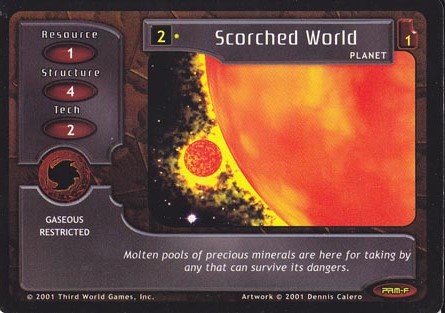 Resource
1
Structure
4
Tech
2
GASEOUS
RESTRICTED
2 •
Scorched World
PLANET
1
Molten pools of precious minerals are here for taking by
any that can survive its dangers.
© 2001 Third World Games, Inc.
Artwork © 2001 Dennis Calero
PRM-F